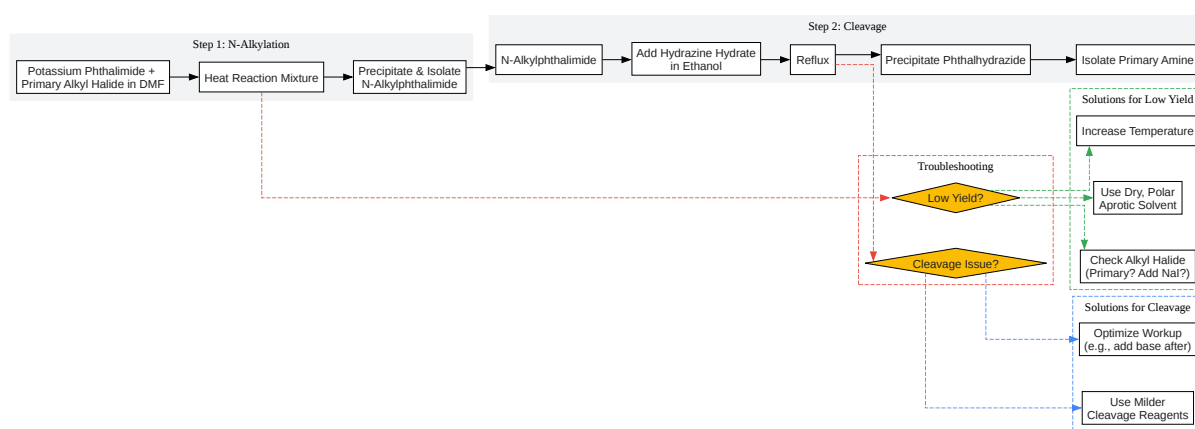 Step 1: N-Alkylation
Potassium Phthalimide +
Primary Alkyl Halide in DMF
Heat Reaction Mixture
Precipitate & Isolate
N-Alkylphthalimide
Step 2: Cleavage
N-Alkylphthalimide
Add Hydrazine Hydrate
in Ethanol
Reflux
Precipitate Phthalhydrazide
Isolate Primary Amine
Troubleshooting
Low Yield?
Cleavage Issue?
Solutions for Low Yield
Increase Temperature
Use Dry, Polar
Aprotic Solvent
Check Alkyl Halide
(Primary? Add NaI?)
Solutions for Cleavage
Optimize Workup
(e.g., add base after)
Use Milder
Cleavage Reagents